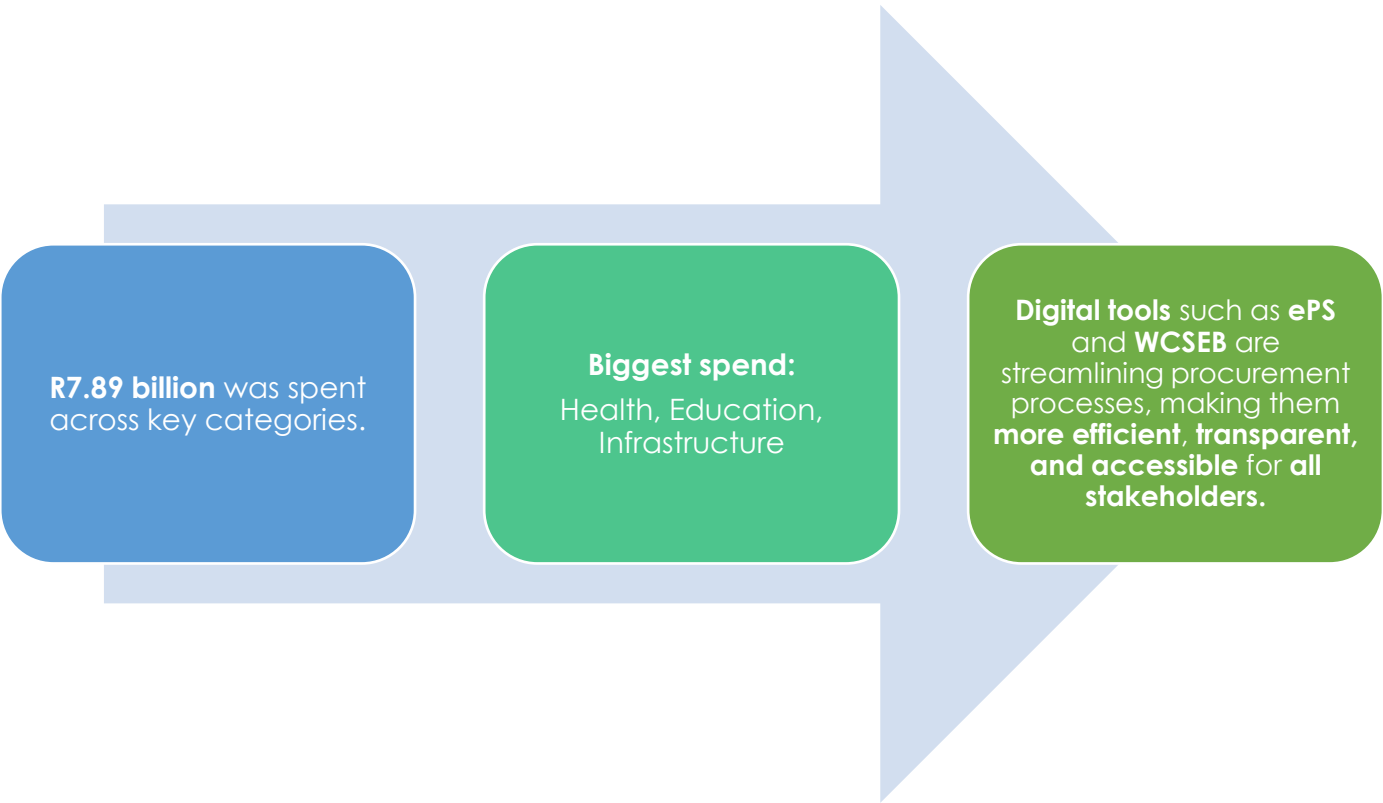 R7.89 billion was spent
across key categories.
Biggest spend:
Health, Education,
Infrastructure
Digital tools such as ePS
and WCSEB are
streamlining procurement
processes, making them
more efficient, transparent,
and accessible for all
stakeholders.